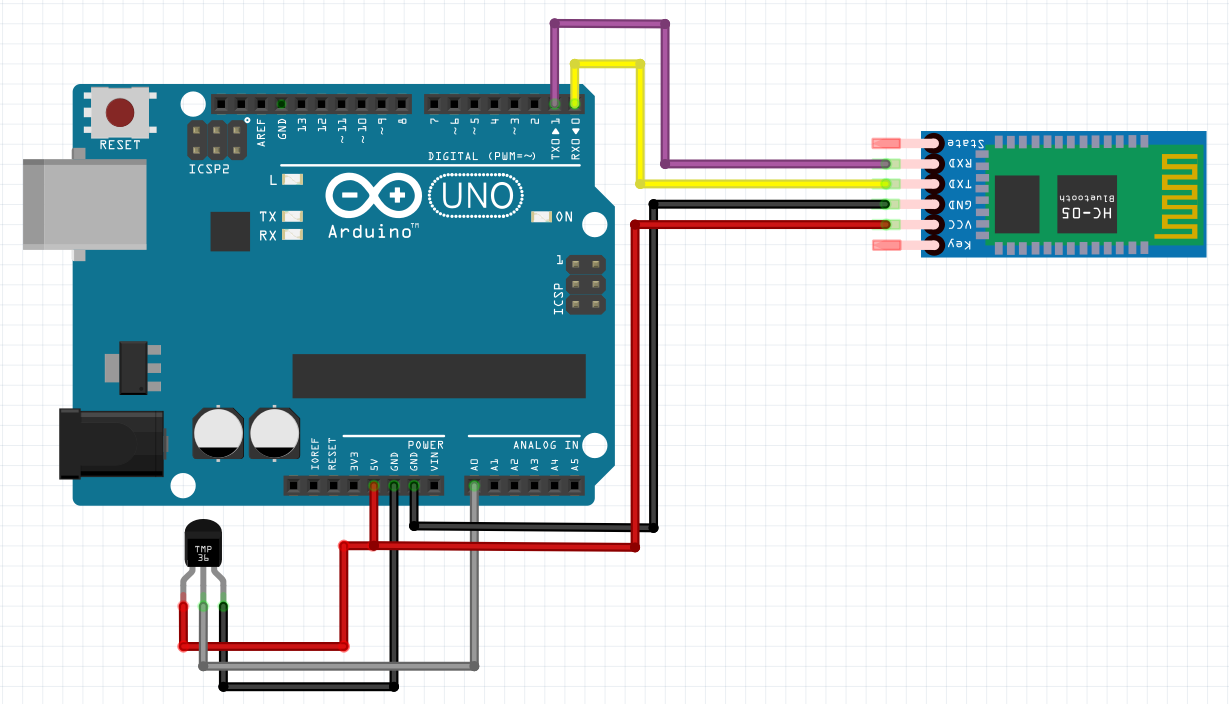 RESET
ICSP2
AREF
GND
13
12
~11
~10
~9
8
7
~6
~5
4
~3
2
TX0▶1
RX0◀0
DIGITAL (PWM=~)
L
TX
RX
UNO
ON
Arduino™
1
ICSP
IOREF
RESET
3V3
5V
GND
GND
VIN
POWER
A0
A1
A2
A3
A4
A5
ANALOG IN
TMP
36
State
RXD
TXD
GND
VCC
Key
HC-05
Bluetooth